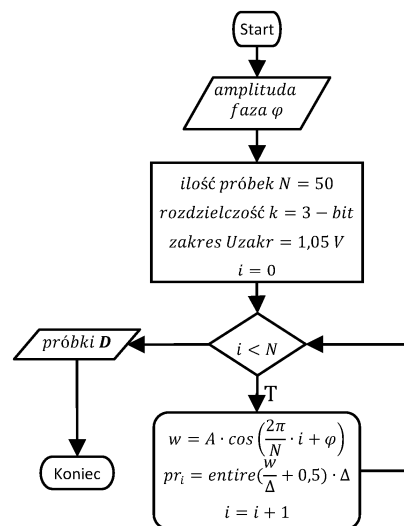 Start
amplituda
faza φ
ilość próbek N = 50
rozdzielczość k = 3 − bit
zakres Uzakr = 1,05 V
i = 0
próbki D
i < N
T
w = A · cos (2π/N · i + φ)
pr_i = entire(w/Δ + 0,5) · Δ
i = i + 1
Koniec